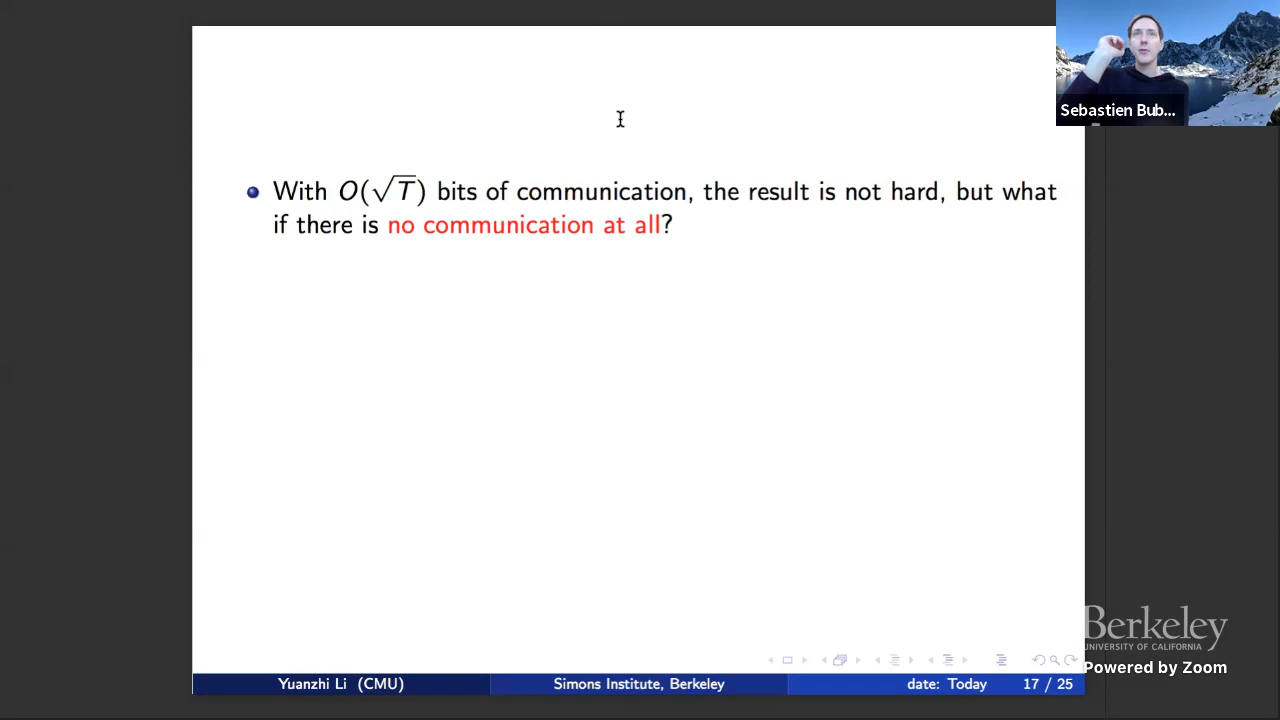 Sebastien Bub...
With O(√T) bits of communication, the result is not hard, but what
if there is no communication at all?
Berkeley
UNIVERSITY OF CALIFORNIA
Powered by Zoom
Yuanzhi Li (CMU) Simons Institute, Berkeley date: Today 17 / 25